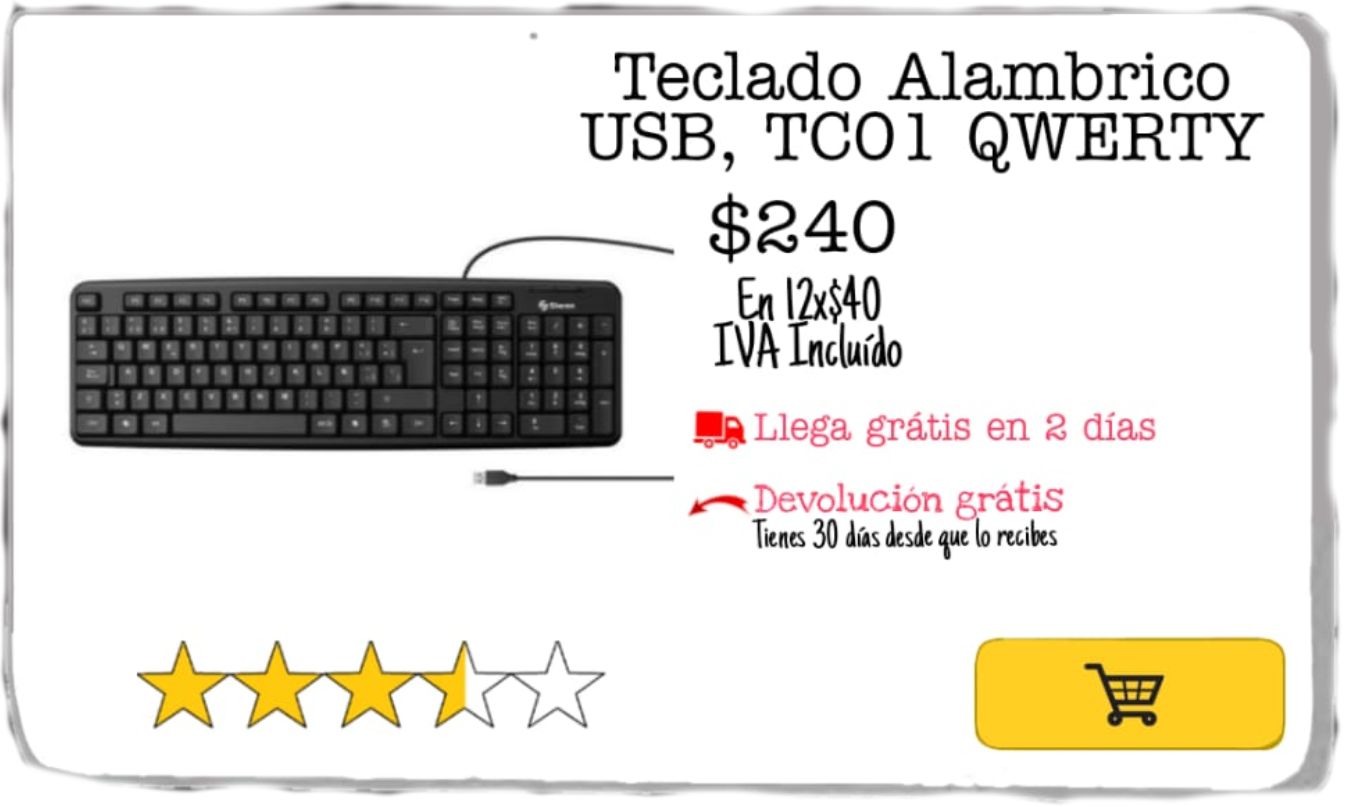 Teclado Alambrico
USB, TC01 QWERTY
$240
En 12x$40
IVA Incluído
Llega grátis en 2 días
Devolución grátis
Tienes 30 días desde que lo recibes